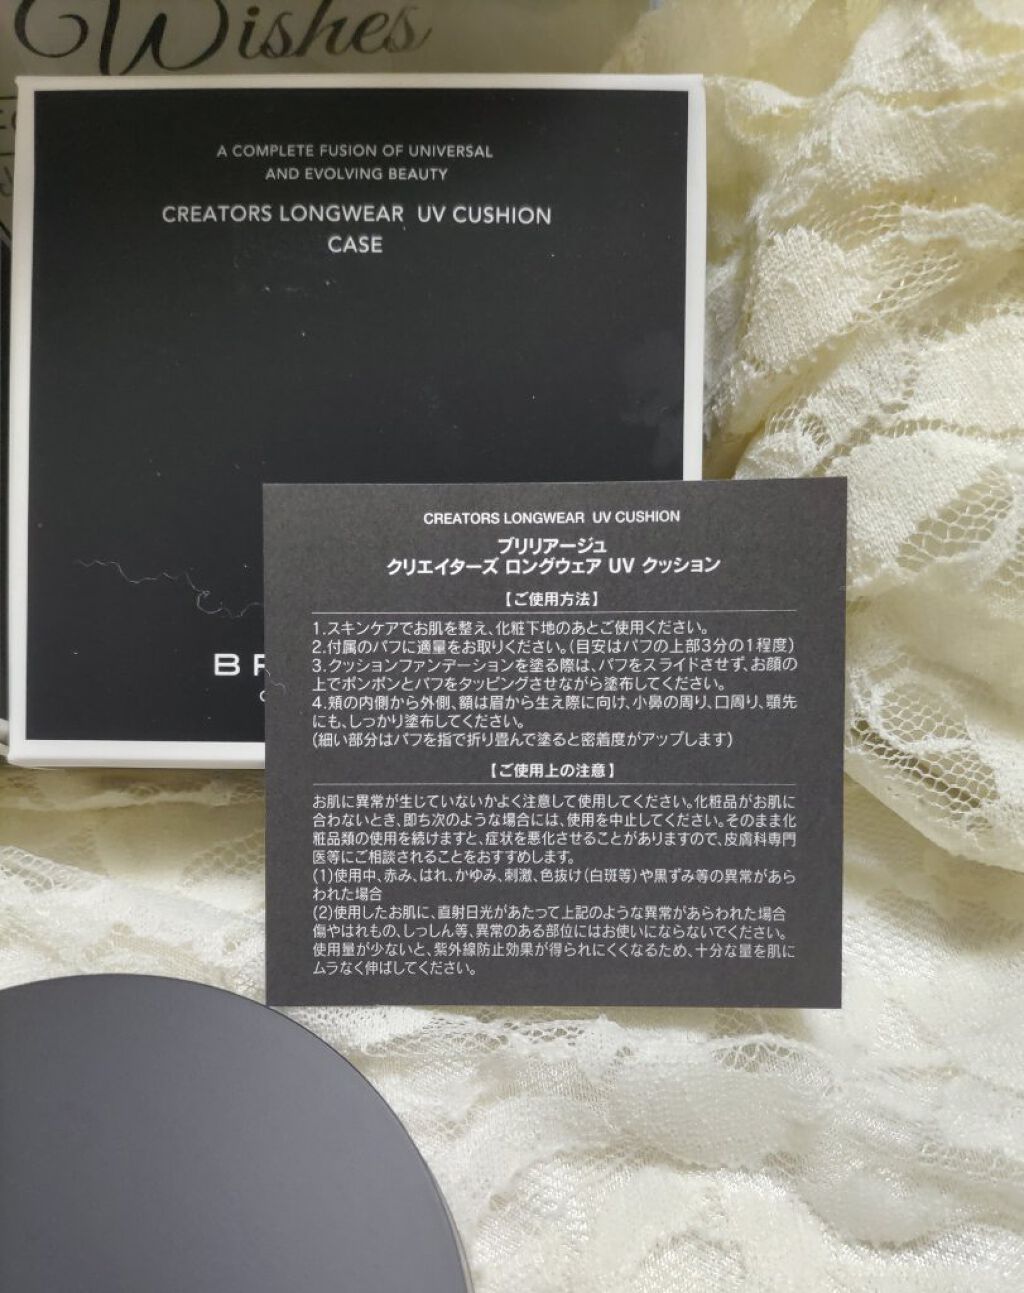 Wishes
A COMPLETE FUSION OF UNIVERSAL
AND EVOLVING BEAUTY
CREATORS LONGWEAR UV CUSHION
CASE
CREATORS LONGWEAR UV CUSHION
ブリリアージュ
クリエイターズ ロングウェア UV クッション
【ご使用方法】
1.スキンケアでお肌を整え、化粧下地のあとご使用ください。
2.付属のパフに適量をお取りください。(目安はパフの上部3分の1程度)
3.クッションファンデーションを塗る際は、パフをスライドさせず、お顔の
上でポンポンとパフをタッピングさせながら塗布してください。
4.頬の内側から外側、額は眉から生え際に向け、小鼻の周り、口周り、顎先
にも、しっかり塗布してください。
(細い部分はパフを指で折り畳んで塗ると密着度がアップします)
【ご使用上の注意】
お肌に異常が生じていないかよく注意して使用してください。化粧品がお肌に
合わないとき、即ち次のような場合には、使用を中止してください。そのまま化
粧品類の使用を続けますと、症状を悪化させることがありますので、皮膚科専門
医等にご相談されることをおすすめします。
(1)使用中、赤み、はれ、かゆみ、刺激、色抜け(白斑等)や黒ずみ等の異常があら
われた場合
(2)使用したお肌に、直射日光があたって上記のような異常があらわれた場合
傷やはれもの、しっしん等、異常のある部位にはお使いにならないでください。
使用量が少ないと、紫外線防止効果が得られにくくなるため、十分な量を肌に
ムラなく伸ばしてください。